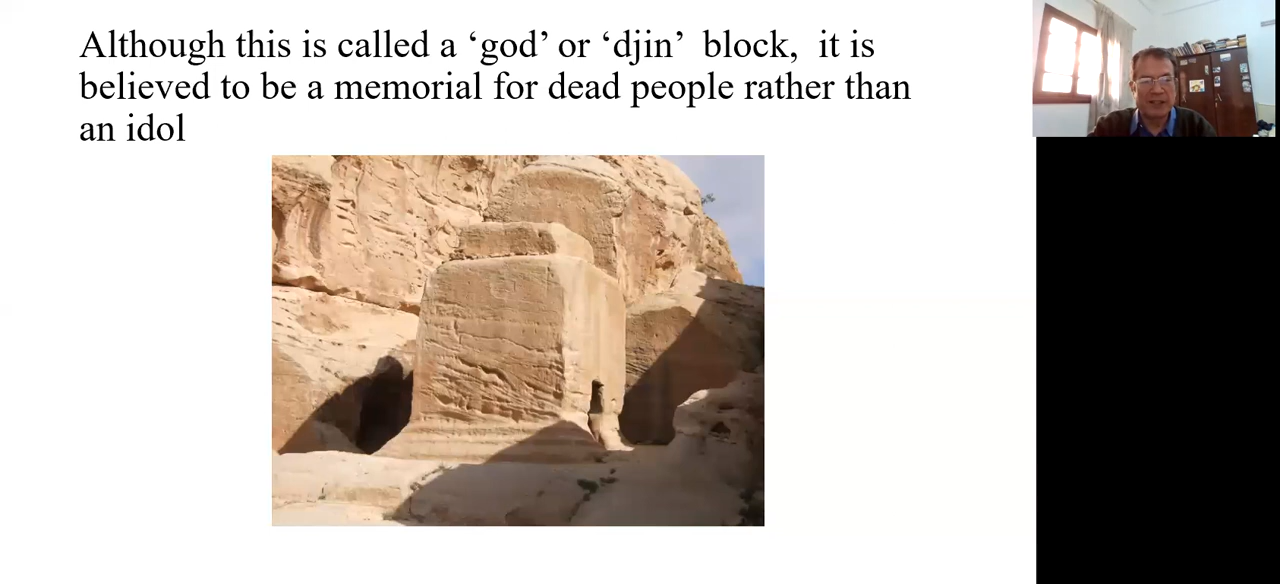 Although this is called a ‘god’ or ‘djin’ block, it is
believed to be a memorial for dead people rather than
an idol